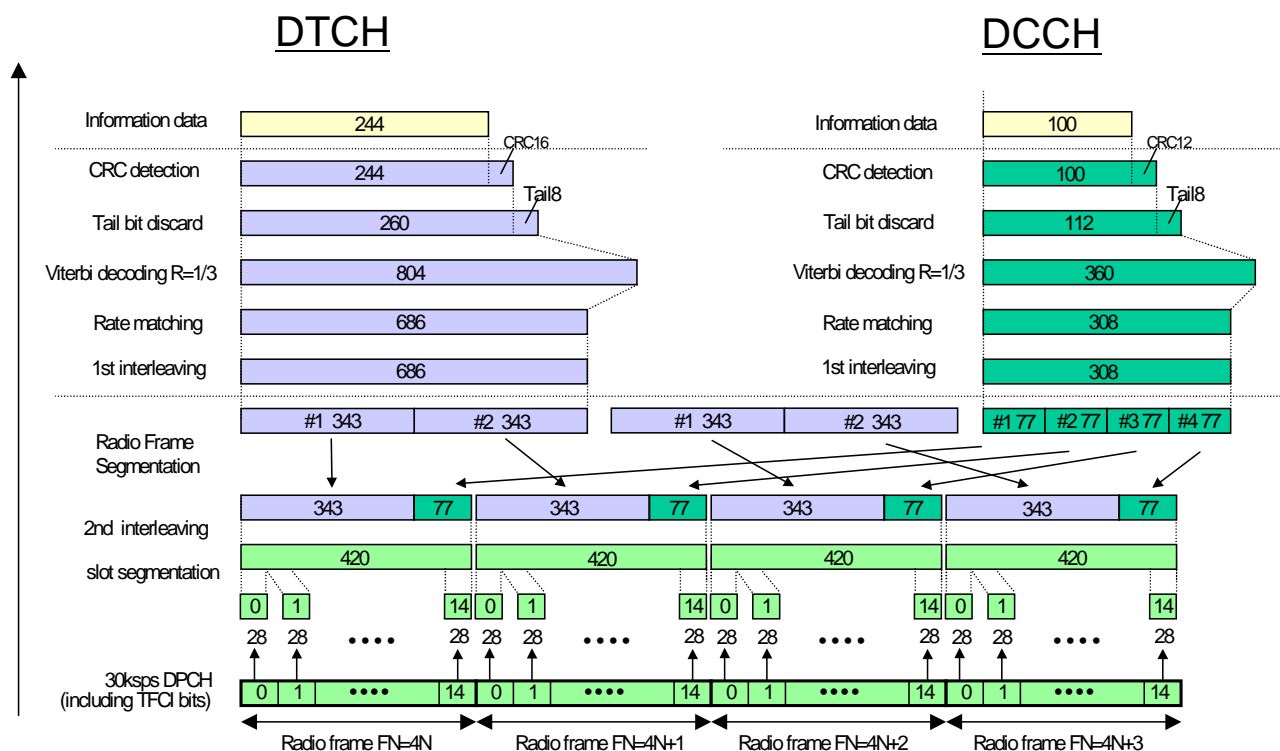 DTCH DCCH
Information data 244 Information data 100
CRC16 CRC12
CRC detection 244 CRC detection 100
Tail8 Tail8
Tail bit discard 260 Tail bit discard 112
Viterbi decoding R=1/3 804 Viterbi decoding R=1/3 360
Rate matching 686 Rate matching 308
1st interleaving 686 1st interleaving 308
#1 343 #2 343 #1 343 #2 343 #1 77 #2 77 #3 77 #4 77
Radio Frame
Segmentation
343 77 343 77 343 77 343 77
2nd interleaving
420 420 420 420
slot segmentation
0 1 14 0 1 14 0 1 14 0 1 14
28 28 •••• 28 28 28 •••• 28 28 28 •••• 28 28 28 •••• 28
30ksps DPCH
(including TFCI bits)
0 1 •••• 14 0 1 •••• 14 0 1 •••• 14 0 1 •••• 14
Radio frame FN=4N Radio frame FN=4N+1 Radio frame FN=4N+2 Radio frame FN=4N+3